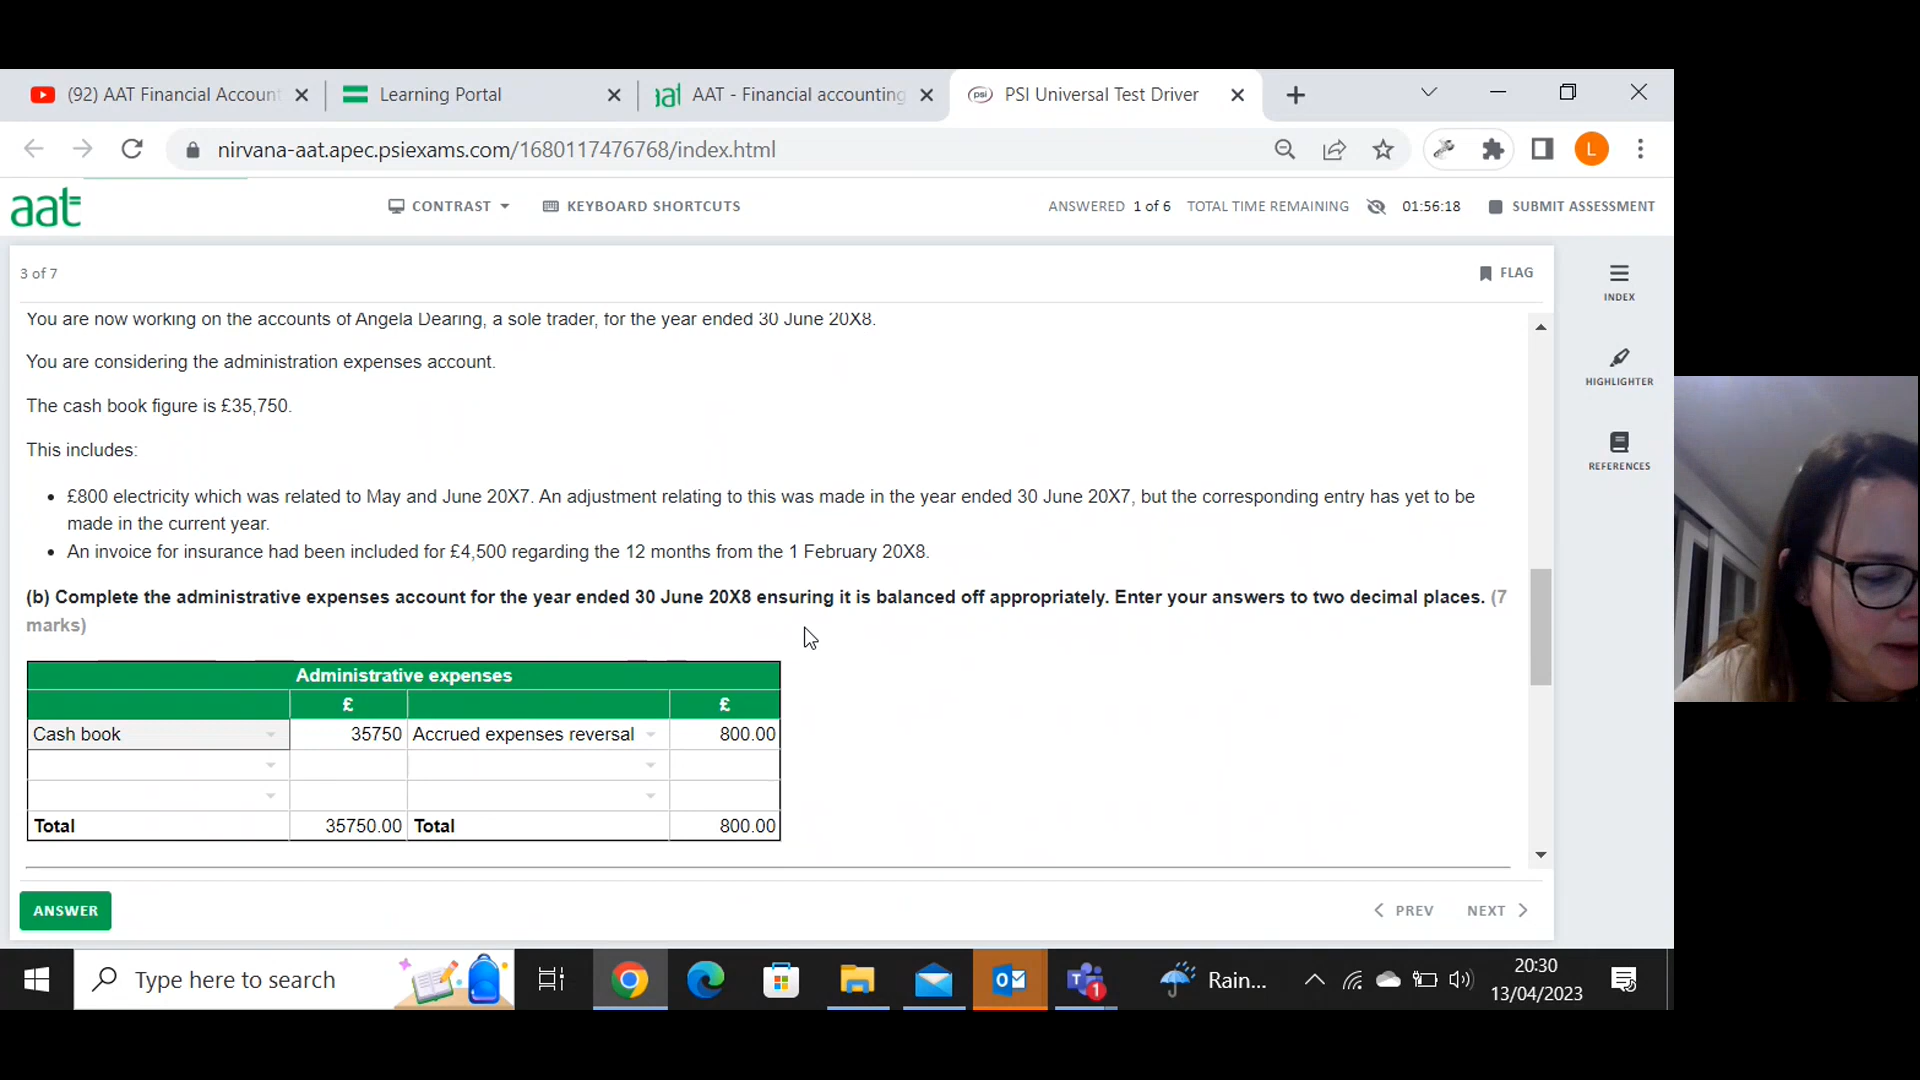 (92) AAT Financial Accoun
Learning Portal
aat AAT - Financial accounting
psi PSI Universal Test Driver
nirvana-aat.apec.psiexams.com/1680117476768/index.html
L
aat
CONTRAST
KEYBOARD SHORTCUTS
ANSWERED 1 of 6 TOTAL TIME REMAINING 01:56:18 SUBMIT ASSESSMENT
3 of 7
FLAG
INDEX
HIGHLIGHTER
REFERENCES
You are now working on the accounts of Angela Dearing, a sole trader, for the year ended 30 June 20X8.
You are considering the administration expenses account.
The cash book figure is £35,750.
This includes:
• £800 electricity which was related to May and June 20X7. An adjustment relating to this was made in the year ended 30 June 20X7, but the corresponding entry has yet to be
made in the current year.
• An invoice for insurance had been included for £4,500 regarding the 12 months from the 1 February 20X8.
(b) Complete the administrative expenses account for the year ended 30 June 20X8 ensuring it is balanced off appropriately. Enter your answers to two decimal places. (7
marks)
Administrative expenses
£ £
Cash book 35750 Accrued expenses reversal 800.00
Total 35750.00 Total 800.00
ANSWER
PREV NEXT
Type here to search
1
Rain...
20:30
13/04/2023